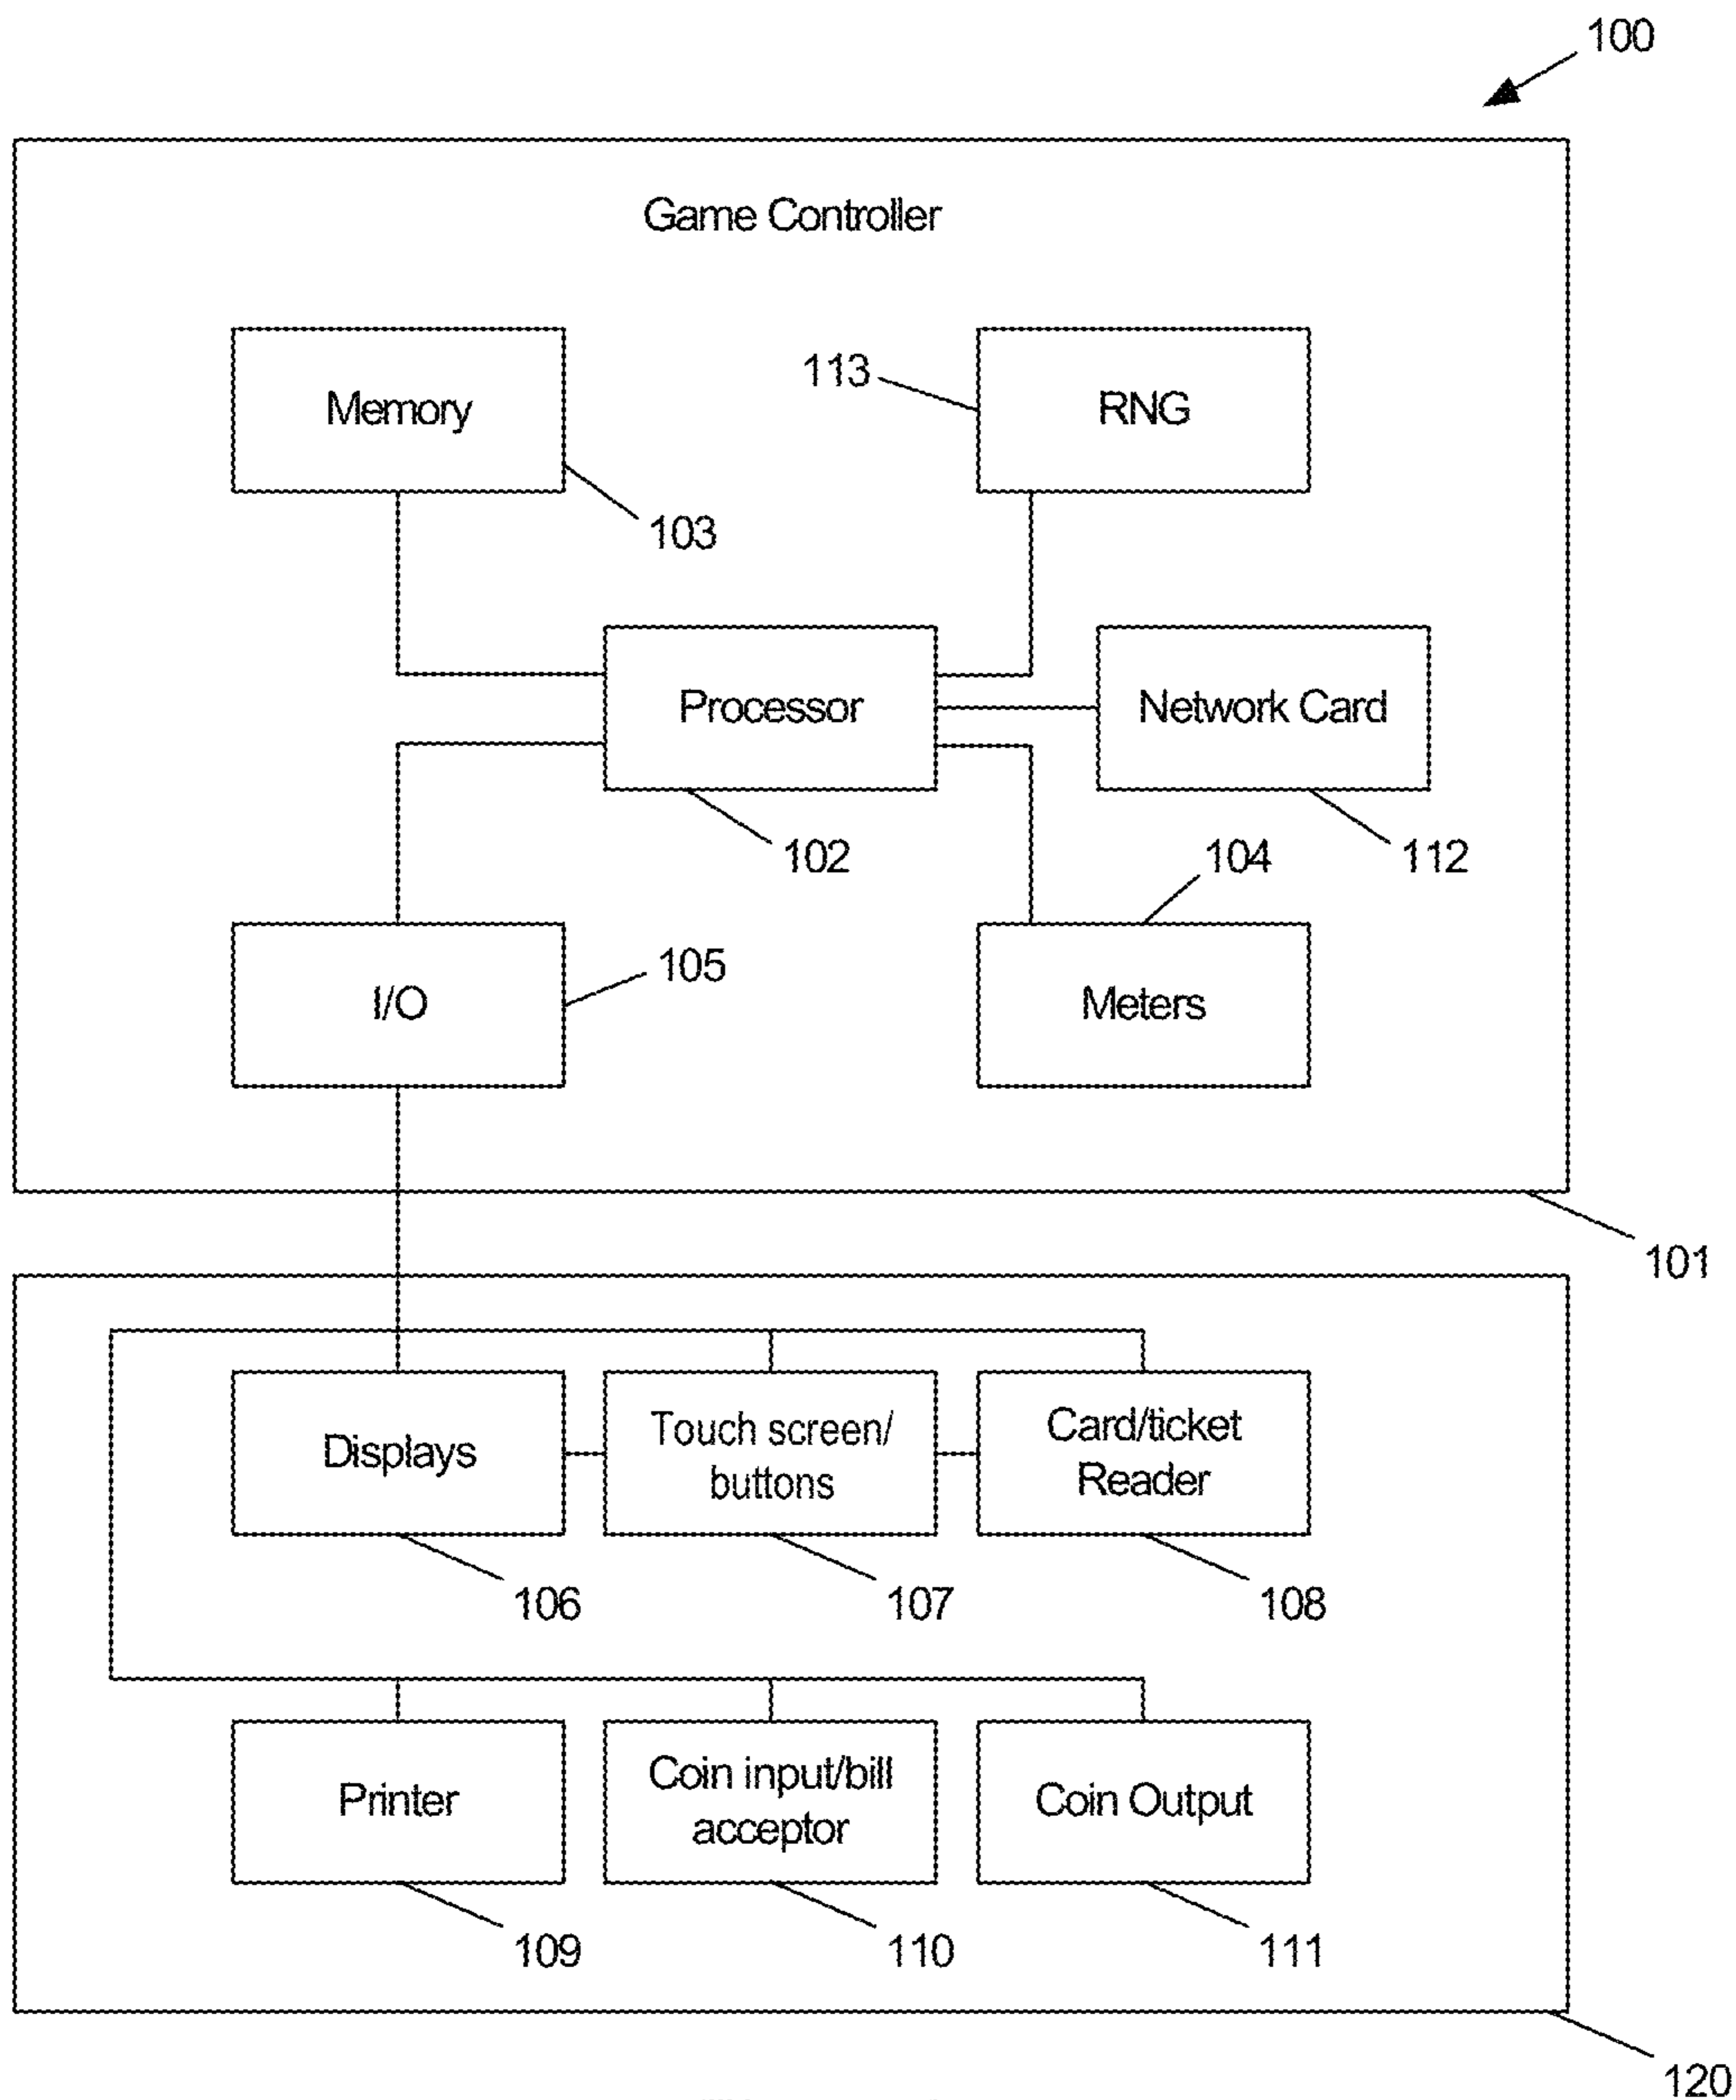 100
Game Controller
Memory
113
RNG
103
Processor
Network Card
102
104
112
I/O
105
Meters
101
Displays
Touch screen/
buttons
Card/ticket
Reader
106
107
108
Printer
Coin input/bill
acceptor
Coin Output
109
110
111
120